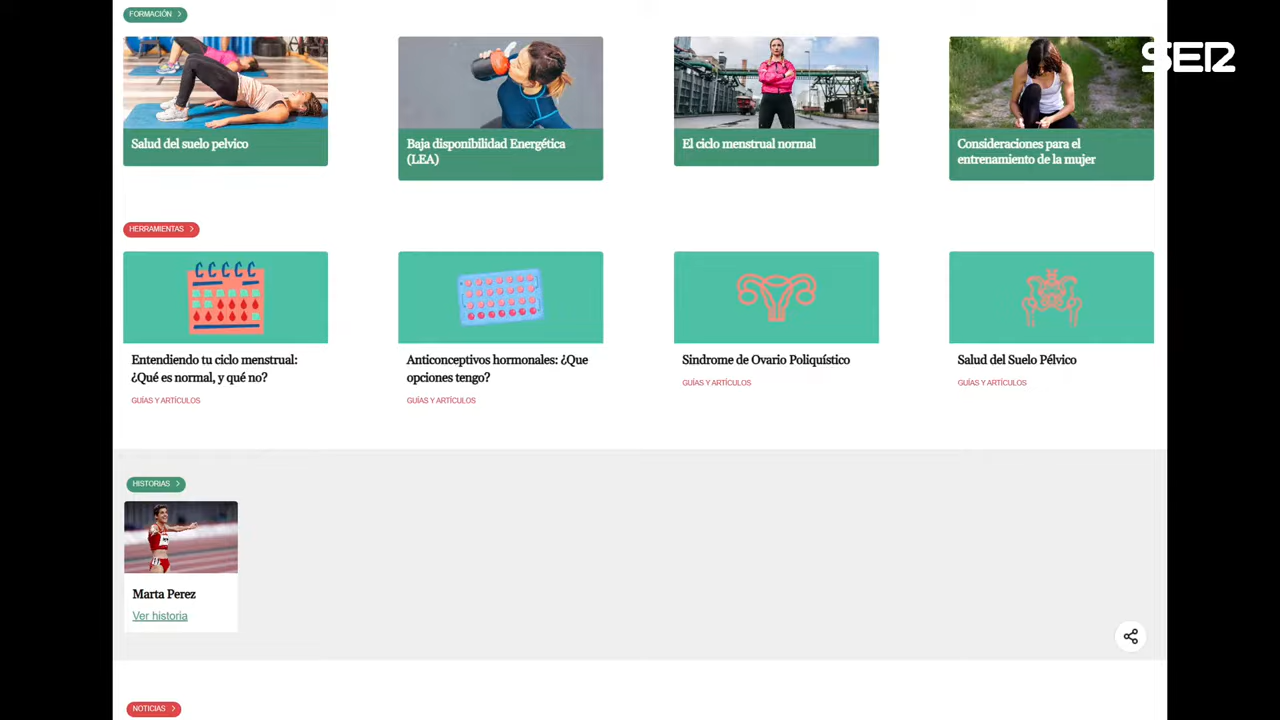 FORMACIÓN
SER
Salud del suelo pelvico
Baja disponibilidad Energética
(LEA)
El ciclo menstrual normal
Consideraciones para el
entrenamiento de la mujer
HERRAMIENTAS
Entendiendo tu ciclo menstrual:
¿Qué es normal, y qué no?
GUÍAS Y ARTÍCULOS
Anticonceptivos hormonales: ¿Que
opciones tengo?
GUÍAS Y ARTÍCULOS
Sindrome de Ovario Poliquístico
GUÍAS Y ARTÍCULOS
Salud del Suelo Pélvico
GUÍAS Y ARTÍCULOS
HISTORIAS
Marta Perez
Ver historia
NOTICIAS